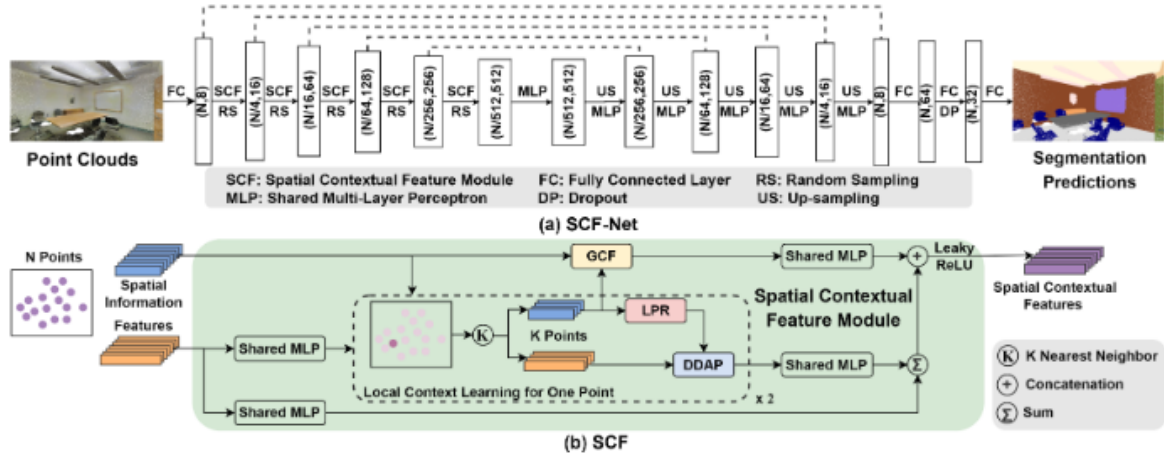 FC
(N,8)
SCF
RS
(N/4,16)
SCF
RS
(N/16,64)
SCF
RS
(N/64,128)
SCF
RS
(N/256,256)
SCF
RS
(N/512,512)
MLP
(N/512,512)
US
MLP
(N/256,256)
US
MLP
(N/64,128)
US
MLP
(N/16,64)
US
MLP
(N/4,16)
US
MLP
(N,8)
FC
(N,64)
FC
DP
(N,32)
FC
Point Clouds
Segmentation
Predictions
SCF: Spatial Contextual Feature Module FC: Fully Connected Layer RS: Random Sampling
MLP: Shared Multi-Layer Perceptron DP: Dropout US: Up-sampling
(a) SCF-Net
N Points
Spatial
Information
Features
GCF
Shared MLP
Leaky
ReLU
Spatial Contextual
Features
Spatial Contextual
Feature Module
K
K Points
LPR
DDAP
Shared MLP
Shared MLP
Local Context Learning for One Point
x 2
Shared MLP
K Nearest Neighbor
Concatenation
Sum
(b) SCF